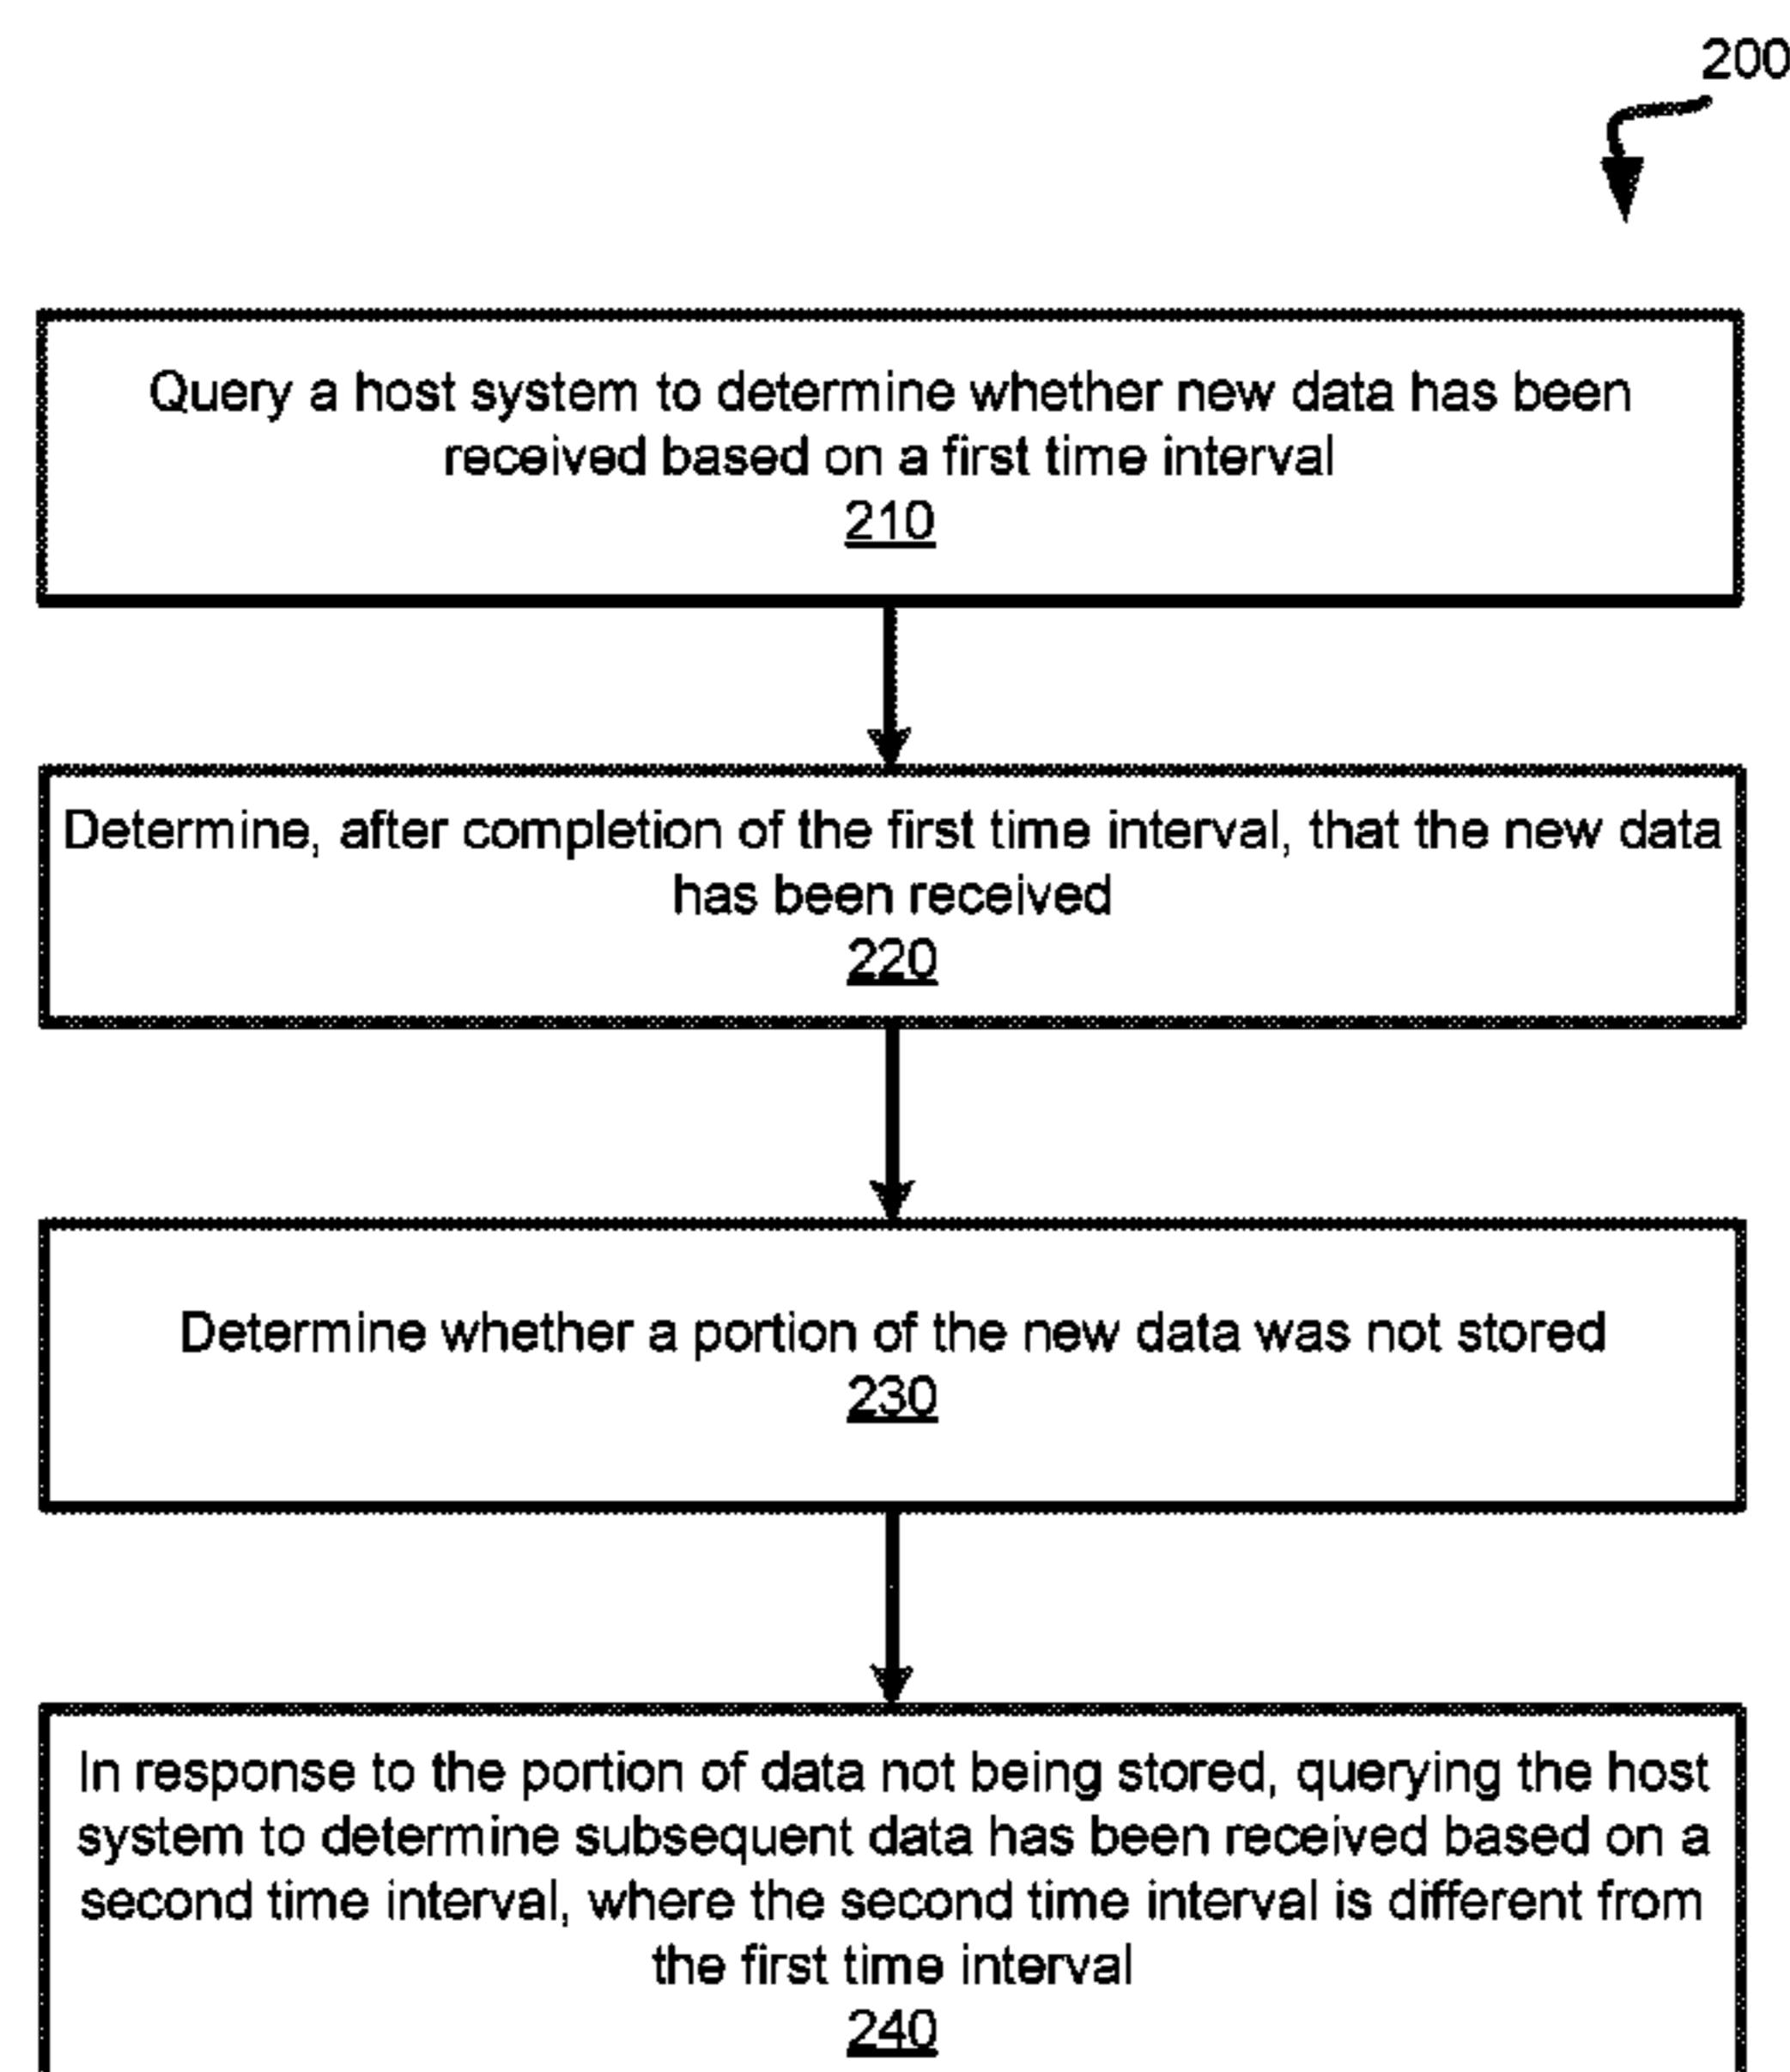 200
Query a host system to determine whether new data has been
received based on a first time interval
210
Determine, after completion of the first time interval, that the new data
has been received
220
Determine whether a portion of the new data was not stored
230
In response to the portion of data not being stored, querying the host
system to determine subsequent data has been received based on a
second time interval, where the second time interval is different from
the first time interval
240